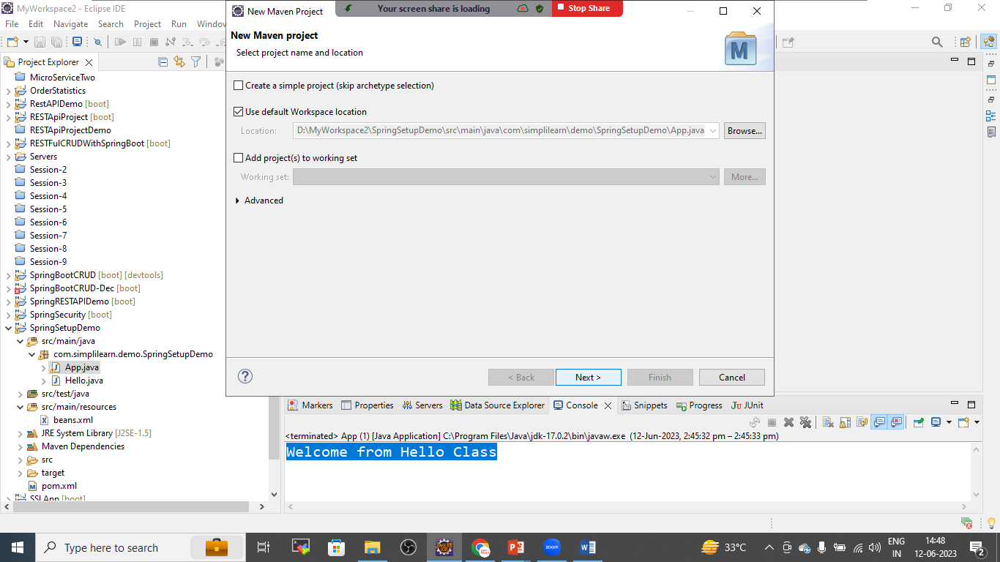 MyWorkspace2 - Eclipse IDE
File Edit Navigate Search Project Run Window
Project Explorer
MicroServiceTwo
OrderStatistics
RestAPIDemo [boot]
RESTApiProject [boot]
RESTApiProjectDemo
RESTFulCRUDWithSpringBoot [boot]
Servers
Session-2
Session-3
Session-4
Session-5
Session-6
Session-7
Session-8
Session-9
SpringBootCRUD [boot] [devtools]
SpringBootCRUD-Dec [boot]
SpringRESTAPIDemo [boot]
SpringSecurity [boot]
SpringSetupDemo
src/main/java
com.simplilearn.demo.SpringSetupDemo
App.java
Hello.java
src/test/java
src/main/resources
beans.xml
JRE System Library [J2SE-1.5]
Maven Dependencies
src
target
pom.xml
SSLApp [boot]
New Maven Project
Your screen share is loading
Stop Share
New Maven project
Select project name and location
M
Create a simple project (skip archetype selection)
Use default Workspace location
Location: D:\MyWorkspace2\SpringSetupDemo\src\main\java\com\simplilearn\demo\SpringSetupDemo\App.java Browse...
Add project(s) to working set
Working set: More...
Advanced
? < Back Next > Finish Cancel
Markers Properties Servers Data Source Explorer Console Snippets Progress JUnit
<terminated> App (1) [Java Application] C:\Program Files\Java\jdk-17.0.2\bin\javaw.exe (12-Jun-2023, 2:45:32 pm – 2:45:33 pm)
Welcome from Hello Class
Type here to search
Java EE IDE
zoom
33°C
ENG
IN
14:48
12-06-2023
2